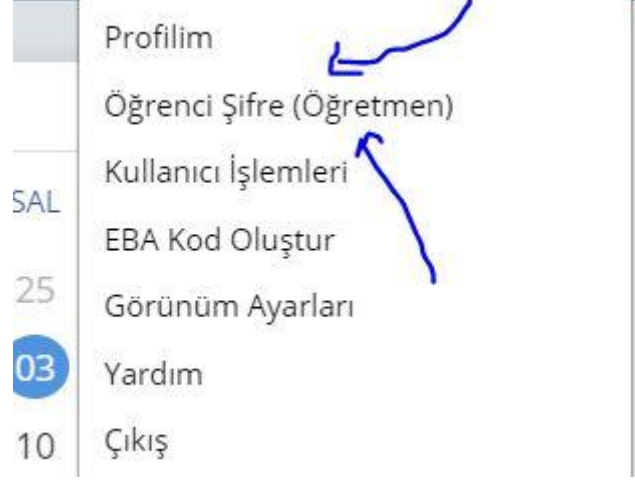 Profilim
Öğrenci Şifre (Öğretmen)
Kullanıcı İşlemleri
SAL
EBA Kod Oluştur
25
Görünüm Ayarları
03
Yardım
10
Çıkış